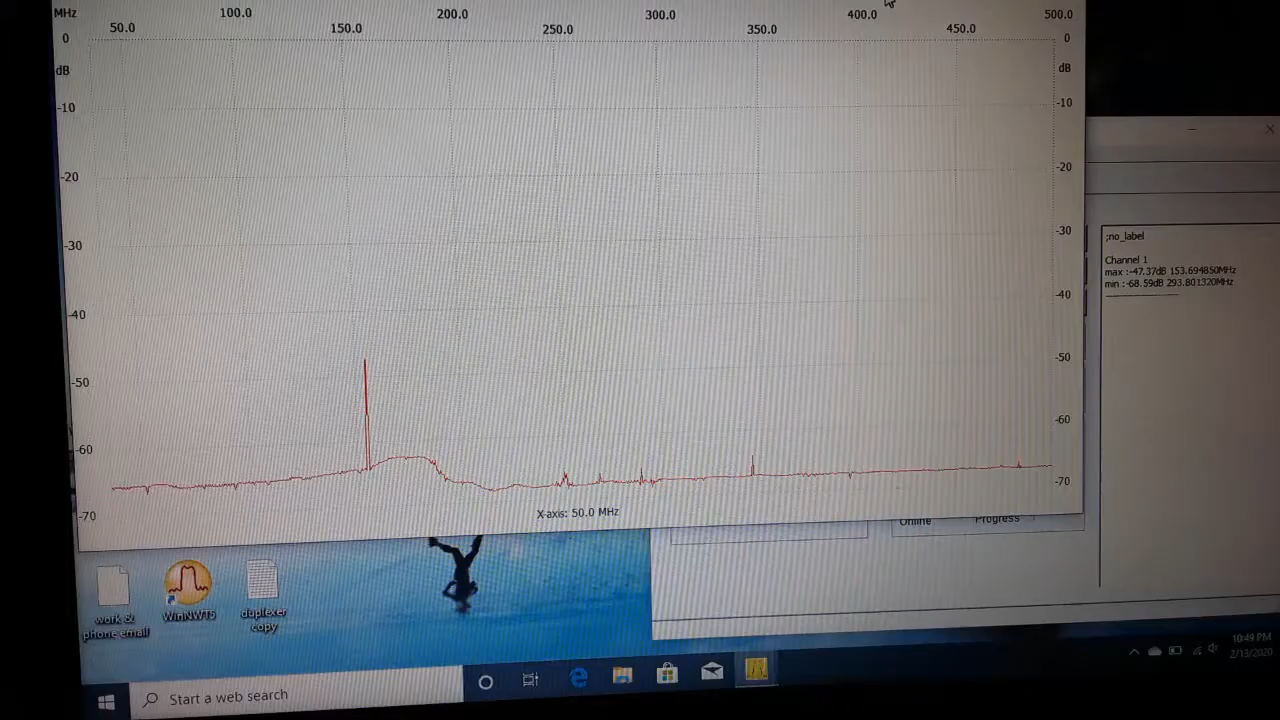 MHz 100.0 200.0 300.0 400.0 500.0
50.0 150.0 250.0 350.0 450.0
0 0
dB dB
-10 -10
-20 -20
-30 -30
-40 -40
-50 -50
-60 -60
-70 -70
X-axis: 50.0 MHz
;no_label
Channel 1
max :-47.37dB 153.694850MHz
min :-68.59dB 293.801320MHz
Online Progress
work &
phone email
WinNWT5
duplexer
copy
Start a web search
10:49 PM
2/13/2020